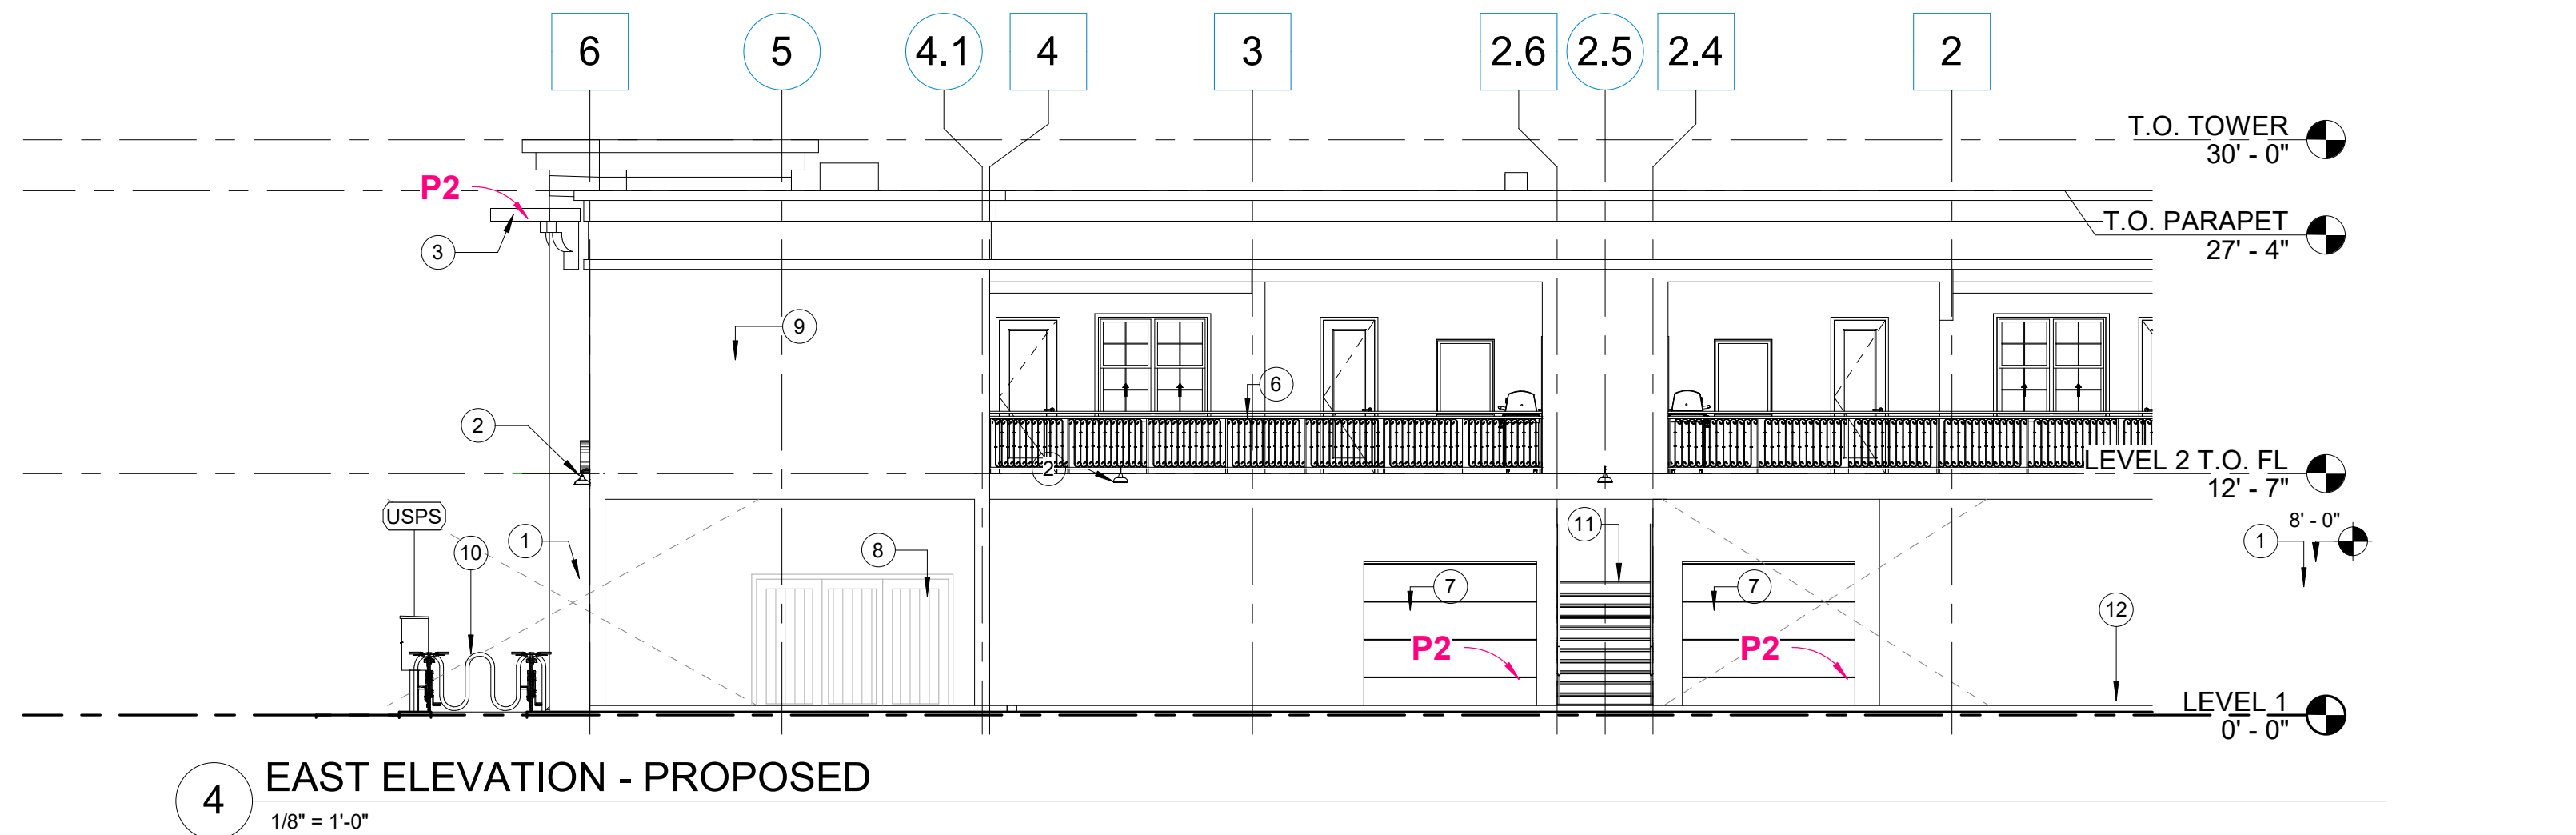 6 5 4.1 4 3 2.6 2.5 2.4 2
T.O. TOWER
30' - 0"
P2
T.O. PARAPET
27' - 4"
3
9
6
2
2
LEVEL 2 T.O. FL
12' - 7"
USPS
8' - 0"
10
1
8
11
1
7
7
12
P2
P2
LEVEL 1
0' - 0"
4
EAST ELEVATION - PROPOSED
1/8" = 1'-0"